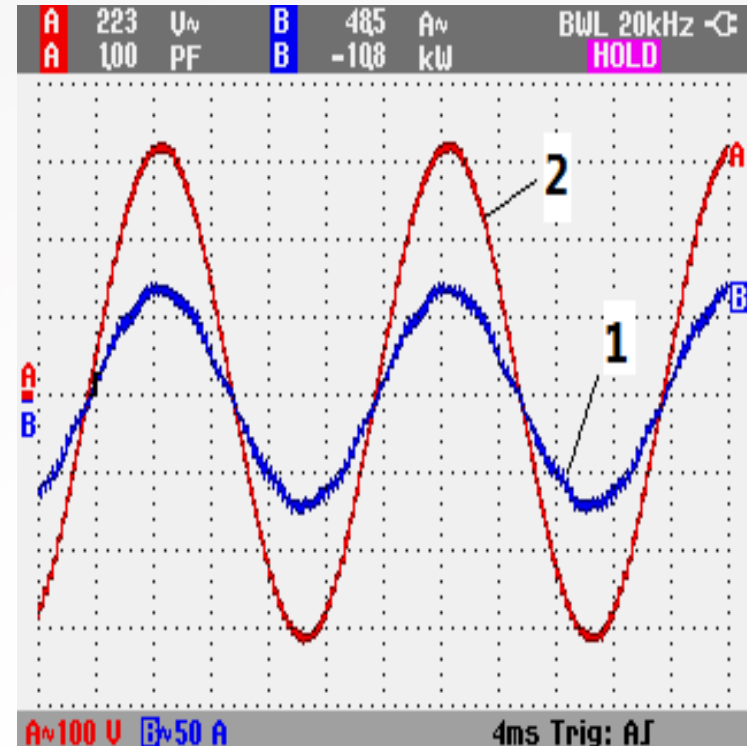 A 223 V~ B 48.5 A~ BWL 20kHz
A 1.00 PF B -10.8 kW HOLD
2
A
B
1
A
B
A~100 V B~50 A 4ms Trig: A